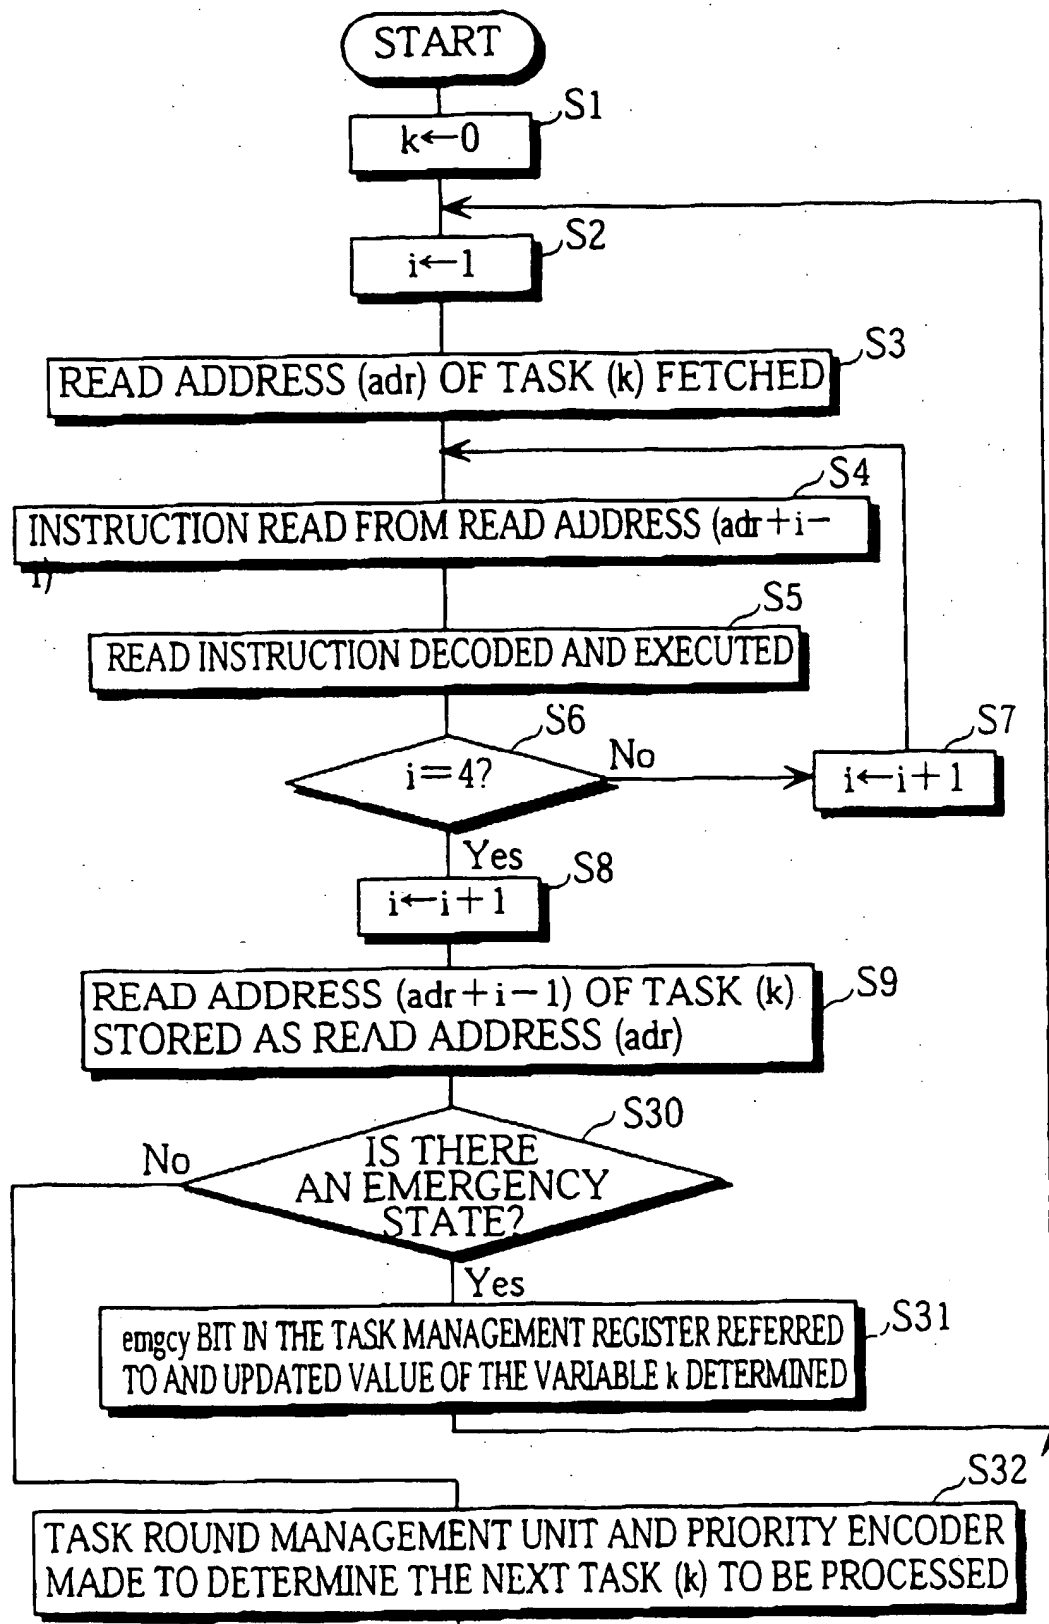 START
S1
k←0
S2
i←1
S3
READ ADDRESS (adr) OF TASK (k) FETCHED
S4
INSTRUCTION READ FROM READ ADDRESS (adr+i−
1)
S5
READ INSTRUCTION DECODED AND EXECUTED
S6
i=4?
No
S7
i←i+1
Yes
S8
i←i+1
S9
READ ADDRESS (adr+i−1) OF TASK (k)
STORED AS READ ADDRESS (adr)
S30
No
IS THERE
AN EMERGENCY
STATE?
Yes
S31
emgcy BIT IN THE TASK MANAGEMENT REGISTER REFERRED
TO AND UPDATED VALUE OF THE VARIABLE k DETERMINED
S32
TASK ROUND MANAGEMENT UNIT AND PRIORITY ENCODER
MADE TO DETERMINE THE NEXT TASK (k) TO BE PROCESSED